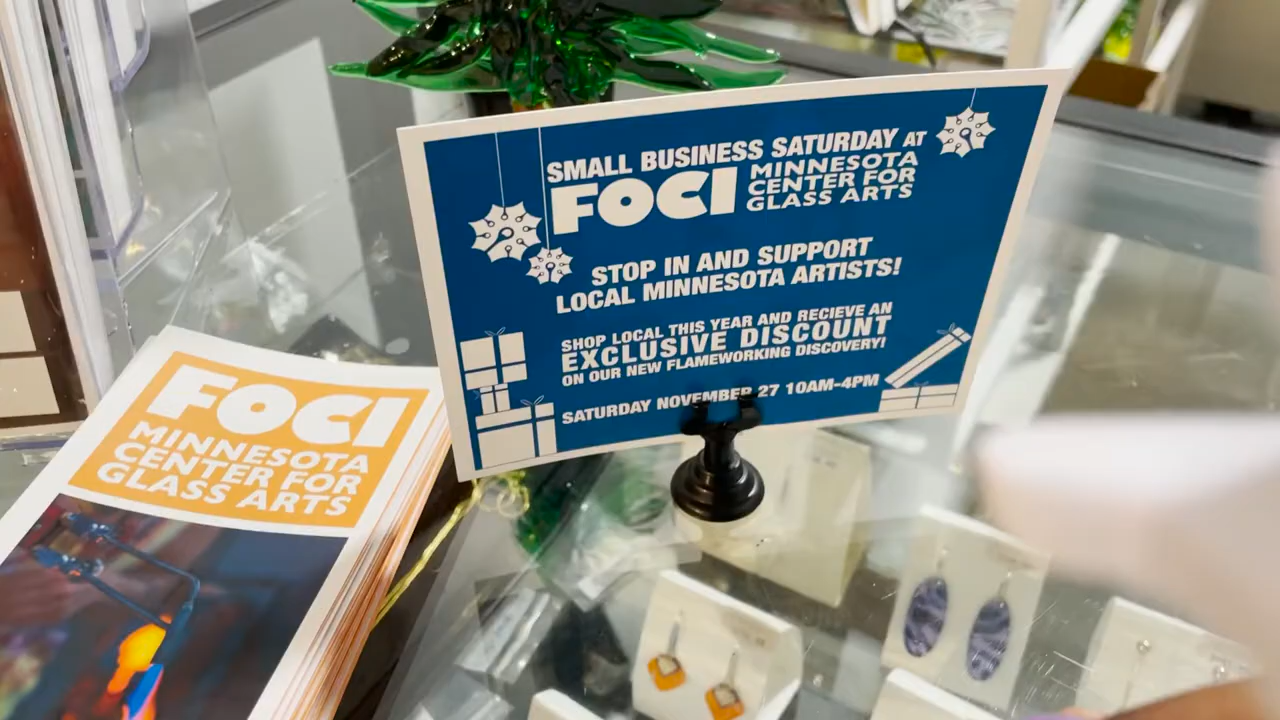 SMALL BUSINESS SATURDAY AT
FOCI
MINNESOTA
CENTER FOR
GLASS ARTS
STOP IN AND SUPPORT
LOCAL MINNESOTA ARTISTS!
SHOP LOCAL THIS YEAR AND RECIEVE AN
EXCLUSIVE DISCOUNT
ON OUR NEW FLAMEWORKING DISCOVERY!
SATURDAY NOVEMBER 27 10AM-4PM
FOCI
MINNESOTA
CENTER FOR
GLASS ARTS